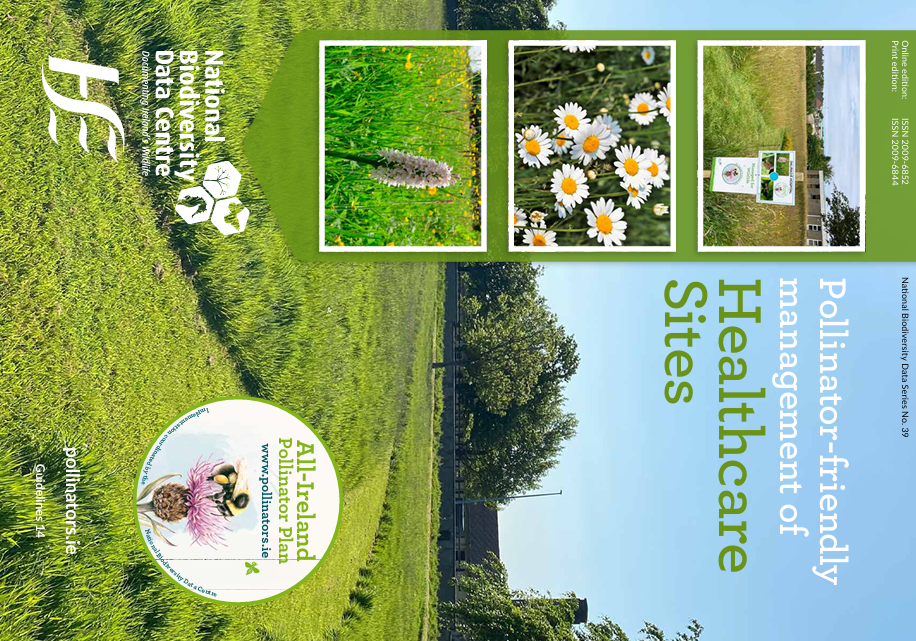 National Biodiversity Data Series No. 39
Online edition: ISSN 2009-6852
Print edition: ISSN 2009-6844
Pollinator-friendly
management of
Healthcare
Sites
National
Biodiversity
Data Centre
Documenting Ireland's Wildlife
HSE
All-Ireland
Pollinator Plan
www.pollinators.ie
Implementation coordinated by the
National Biodiversity Data Centre
pollinators.ie
Guidelines 14